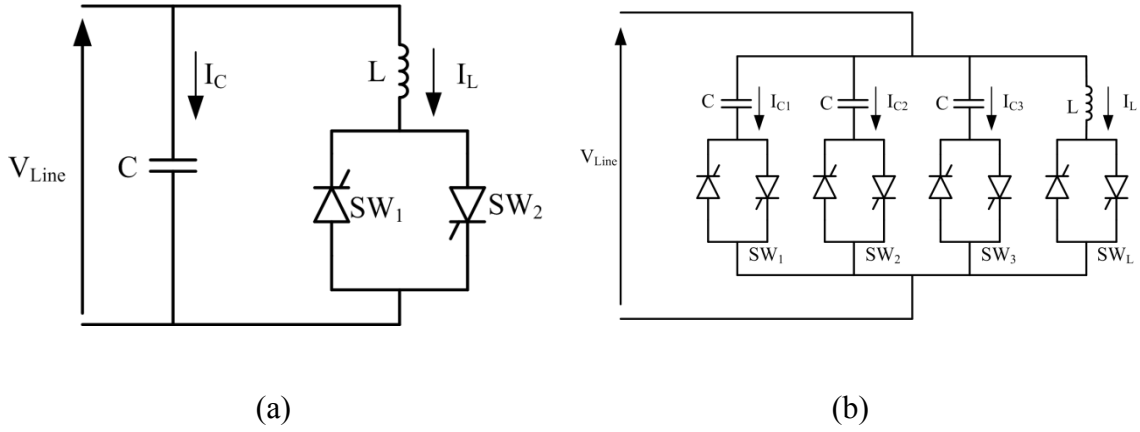 I_C
L
I_L
V_Line
C
SW_1
SW_2
(a)
C
I_C1
C
I_C2
C
I_C3
L
I_L
V_Line
SW_1
SW_2
SW_3
SW_L
(b)